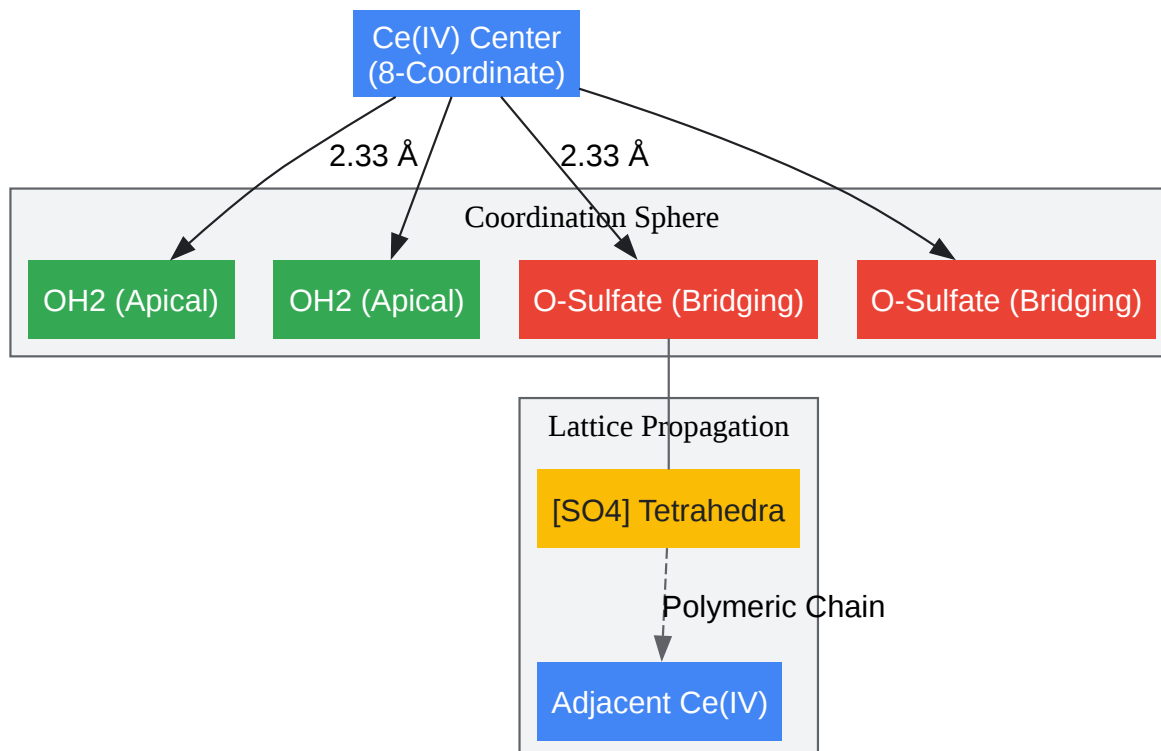 Ce(IV) Center
(8-Coordinate)
2.33 Å
2.33 Å
Coordination Sphere
OH2 (Apical)
OH2 (Apical)
O-Sulfate (Bridging)
O-Sulfate (Bridging)
Lattice Propagation
[SO4] Tetrahedra
Polymeric Chain
Adjacent Ce(IV)